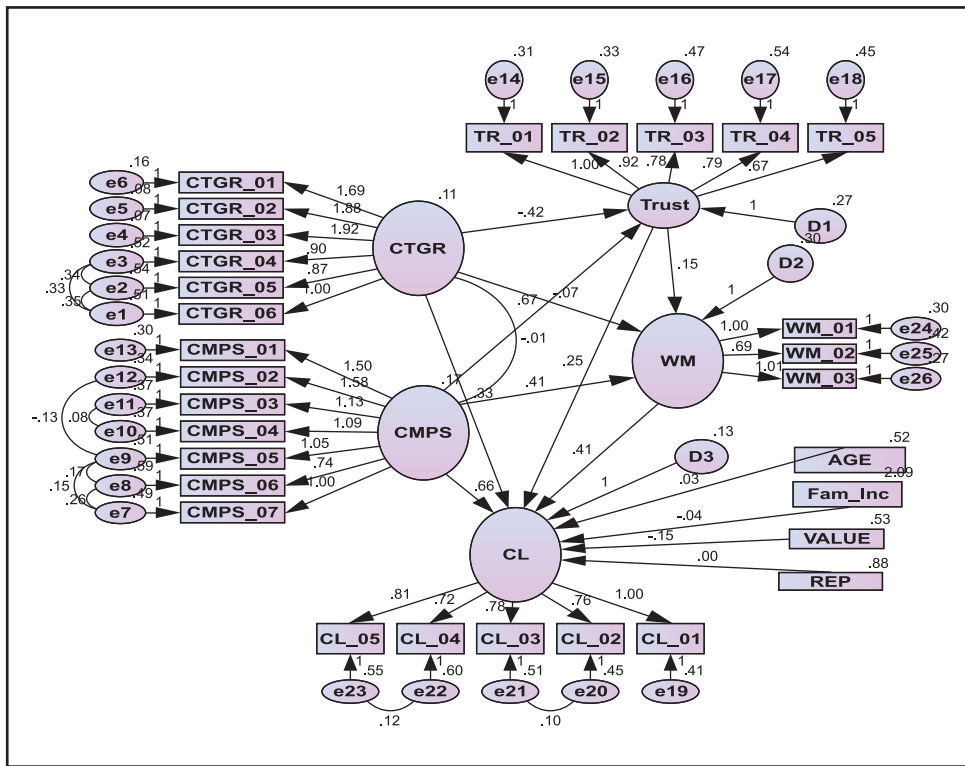 .31 .33 .47 .54 .45
e14 e15 e16 e17 e18
1 1 1 1 1
TR_01 TR_02 TR_03 TR_04 TR_05
1.00 .92 .78 .79 .67
Trust
.27
1
D1
.16
e6 1 CTGR_01
.08
e5 1 CTGR_02
.07
e4 1 CTGR_03
.52
e3 1 CTGR_04
.54
e2 1 CTGR_05
.51
e1 1 CTGR_06
.34
.33
.35
1.69
1.88
1.92
.90
.87
1.00
.11
CTGR
-.42
.67
-.07
-.01
.15
.25
.30
D2
1
WM
1.00 WM_01 1 e24 .30
.69 WM_02 1 e25 .42
1.01 WM_03 1 e26 .27
.30
e13 1 CMPS_01
.34
e12 1 CMPS_02
.37
e11 1 CMPS_03
.37
e10 1 CMPS_04
.51
e9 1 CMPS_05
.59
e8 1 CMPS_06
.49
e7 1 CMPS_07
-.13
.08
.17
.15
.26
1.50
1.58
1.13
1.09
1.05
.74
1.00
.17
CMPS
.33
.41
.66
.41
.13
D3
1
.52
AGE
.03
2.09
Fam_Inc
-.04
.53
VALUE
-.15
.88
REP
.00
CL
.81 .72 .78 .76 1.00
CL_05 CL_04 CL_03 CL_02 CL_01
1 1 1 1 1
.55 .60 .51 .45 .41
e23 e22 e21 e20 e19
.12 .10